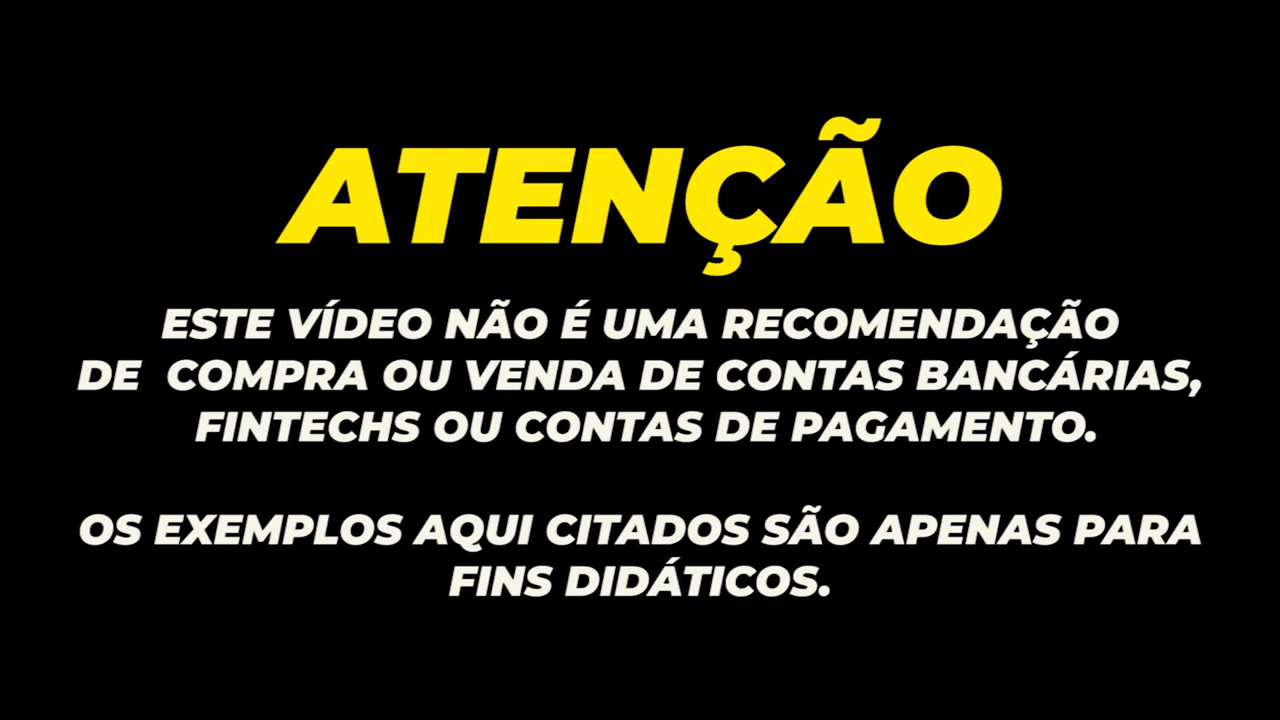 ATENÇÃO
ESTE VÍDEO NÃO É UMA RECOMENDAÇÃO
DE COMPRA OU VENDA DE CONTAS BANCÁRIAS,
FINTECHS OU CONTAS DE PAGAMENTO.
OS EXEMPLOS AQUI CITADOS SÃO APENAS PARA
FINS DIDÁTICOS.